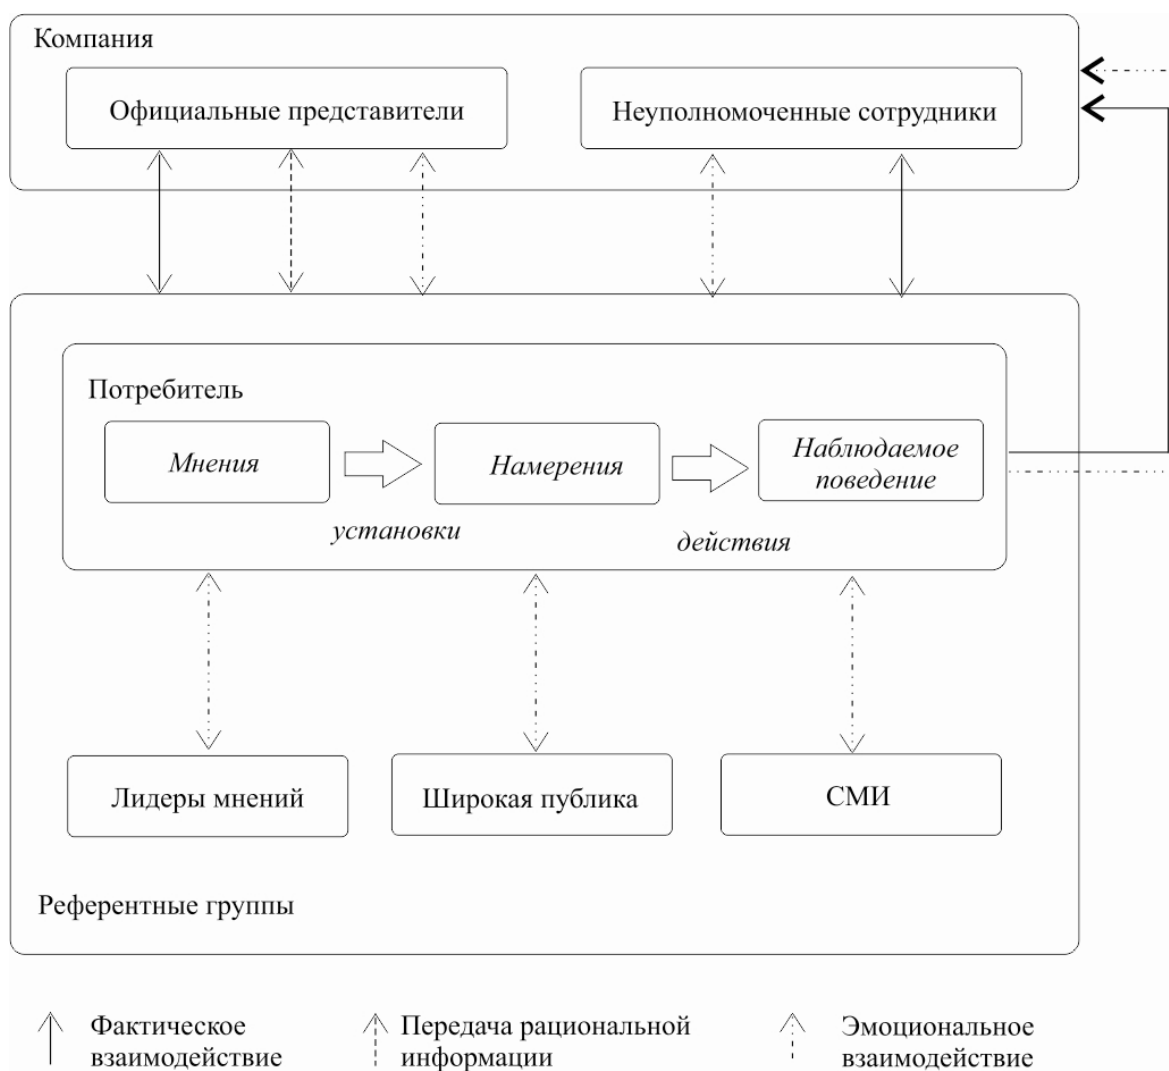 Компания
Официальные представители
Неуполномоченные сотрудники
Потребитель
Мнения
Намерения
Наблюдаемое
поведение
установки
действия
Лидеры мнений
Широкая публика
СМИ
Референтные группы
Фактическое
взаимодействие
Передача рациональной
информации
Эмоциональное
взаимодействие